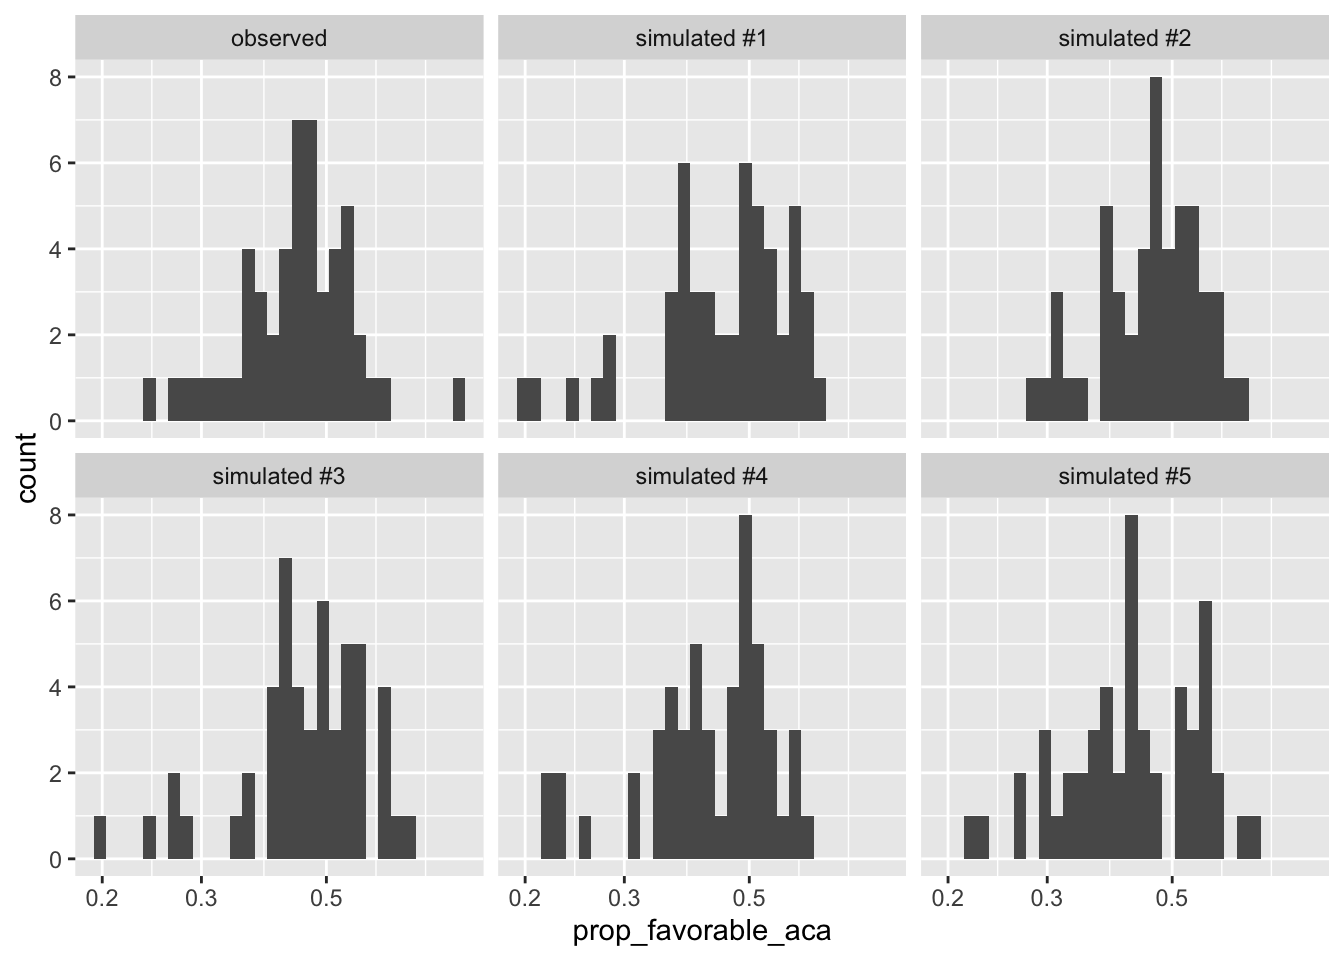 observed
simulated #1
simulated #2
8
6
4
2
0
count
simulated #3
simulated #4
simulated #5
8
6
4
2
0
0.2 0.3 0.5
0.2 0.3 0.5
0.2 0.3 0.5
prop_favorable_aca